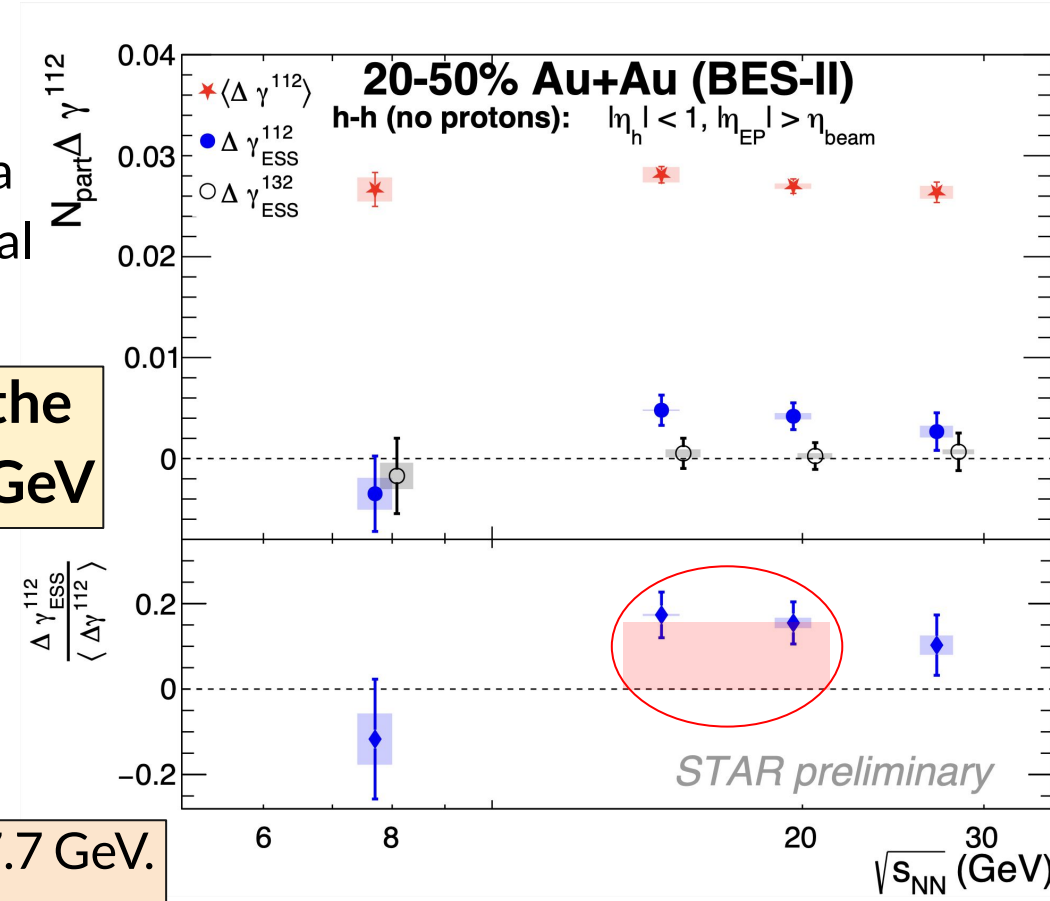 a
al
the
GeV
7.7 GeV.
N_part Δ γ^112
0.04
0.03
0.02
0.01
0
20-50% Au+Au (BES-II)
h-h (no protons): |η_h| < 1, |η_EP| > η_beam
⟨Δ γ^112⟩
Δ γ^112_ESS
Δ γ^132_ESS
Δ γ^112_ESS
⟨ Δγ^112 ⟩
0.2
0
−0.2
STAR preliminary
6 8 20 30
√s_NN (GeV)